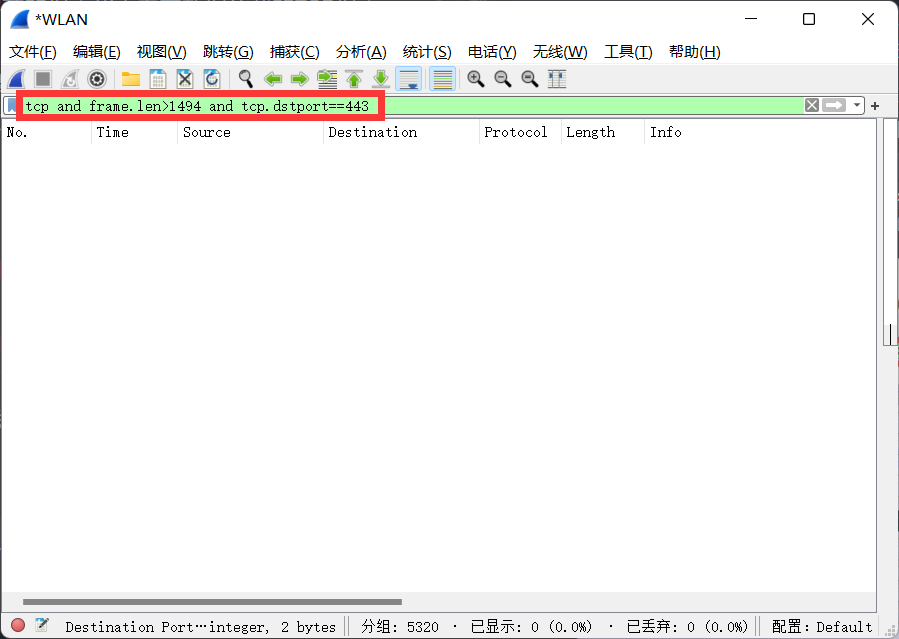 *WLAN
文件(F) 编辑(E) 视图(V) 跳转(G) 捕获(C) 分析(A) 统计(S) 电话(Y) 无线(W) 工具(T) 帮助(H)
tcp and frame.len>1494 and tcp.dstport==443
No. Time Source Destination Protocol Length Info
Destination Port…integer, 2 bytes 分组: 5320 · 已显示: 0 (0.0%) · 已丢弃: 0 (0.0%) 配置: Default